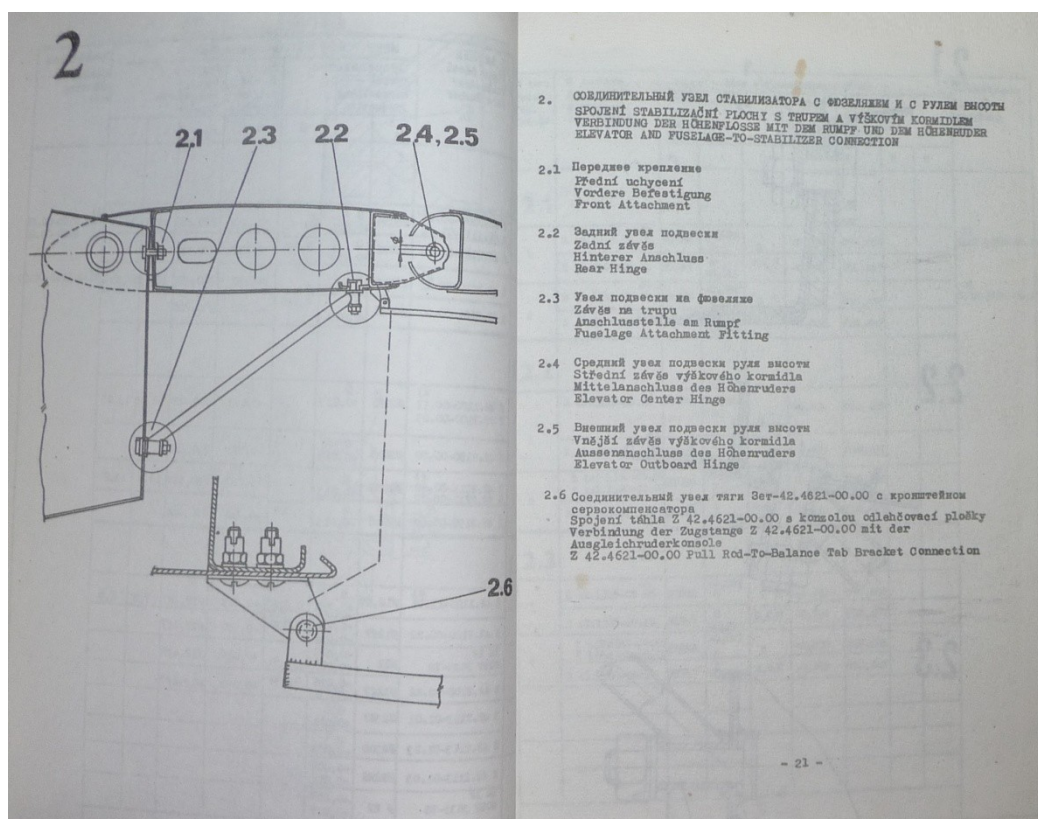 2
2.1
2.3
2.2
2.4, 2.5
2.6
2. СОЕДИНИТЕЛЬНЫЙ УЗЕЛ СТАБИЛИЗАТОРА С ФЮЗЕЛЯЖЕМ И С РУЛЕМ ВЫСОТЫ
SPOJENÍ STABILIZAČNÍ PLOCHY S TRUPEM A VÝŠKOVÝM KORMIDLEM
VERBINDUNG DER HÖHENFLOSSE MIT DEM RUMPF UND DEM HÖHENRUDER
ELEVATOR AND FUSELAGE-TO-STABILIZER CONNECTION
2.1 Переднее крепление
Přední uchycení
Vordere Befestigung
Front Attachment
2.2 Задний узел подвески
Zadní závěs
Hinterer Anschluss
Rear Hinge
2.3 Узел подвески на фюзеляже
Závěs na trupu
Anschlusstelle am Rumpf
Fuselage Attachment Fitting
2.4 Средний узел подвески руля высоты
Střední závěs výškového kormidla
Mittelanschluss des Höhenruders
Elevator Center Hinge
2.5 Внешний узел подвески руля высоты
Vnější závěs výškového kormidla
Aussenanschluss des Höhenruders
Elevator Outboard Hinge
2.6 Соединительный узел тяги Зет-42.4621-00.00 с кронштейном
сервокомпенсатора
Spojení táhla Z 42.4621-00.00 s konzolou odlehčovací plošky
Verbindung der Zugstange Z 42.4621-00.00 mit der
Ausgleichruderkonsole
Z 42.4621-00.00 Pull Rod-To-Balance Tab Bracket Connection
- 21 -